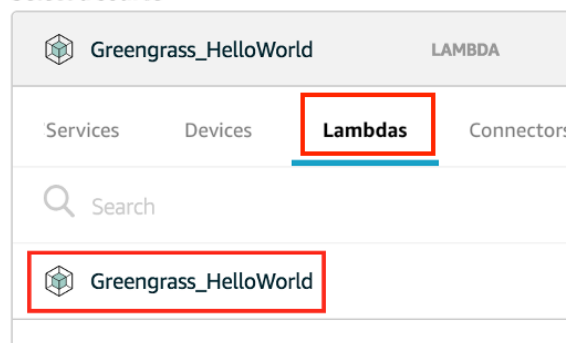 Greengrass_HelloWorld LAMBDA
Services Devices Lambdas Connectors
Search
Greengrass_HelloWorld